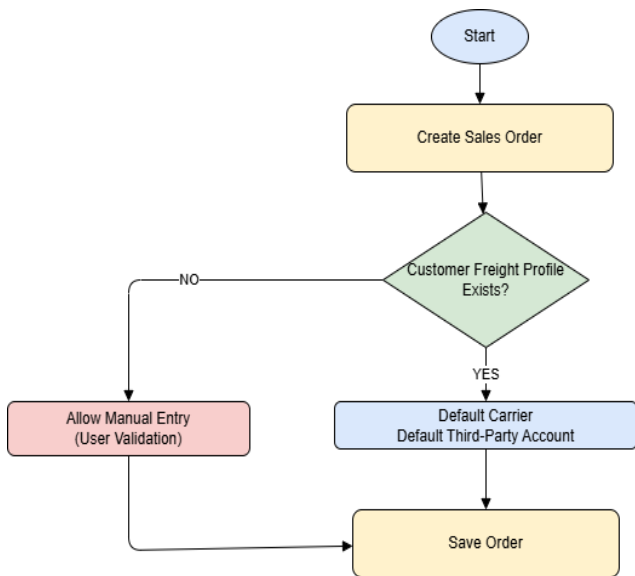 Start
Create Sales Order
Customer Freight Profile
Exists?
NO
YES
Allow Manual Entry
(User Validation)
Default Carrier
Default Third-Party Account
Save Order